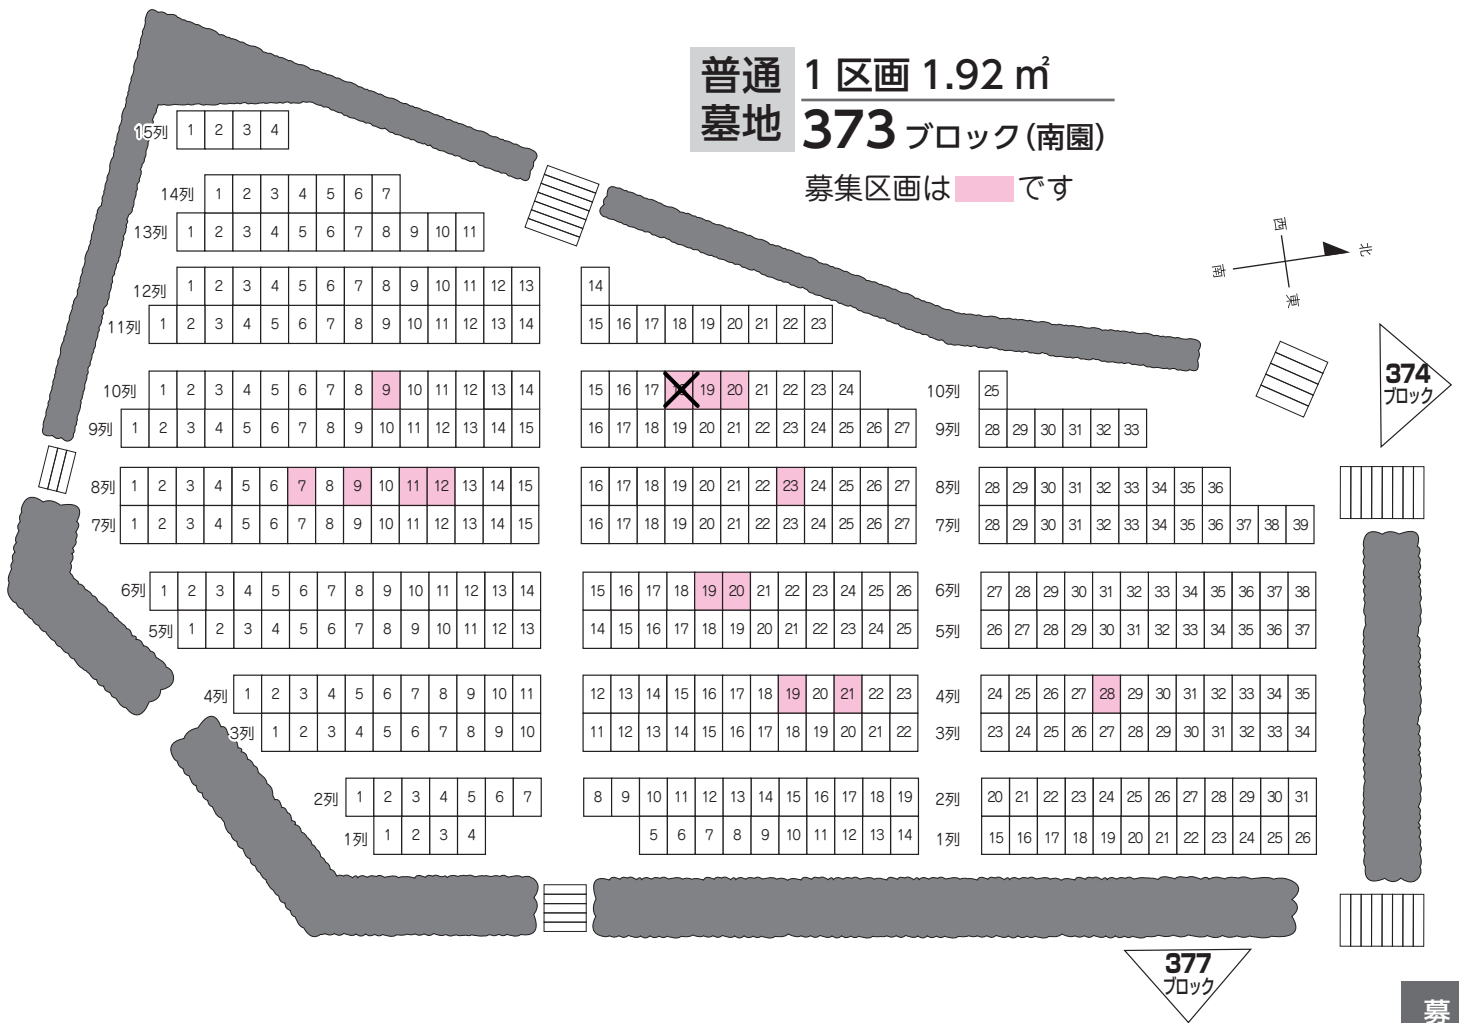 普通
墓地
1 区画 1.92 ㎡
373 ブロック (南園)
募集区画は です
西
北
南
東
374
ブロック
15列 1 2 3 4
14列 1 2 3 4 5 6 7
13列 1 2 3 4 5 6 7 8 9 10 11
12列 1 2 3 4 5 6 7 8 9 10 11 12 13 14
11列 1 2 3 4 5 6 7 8 9 10 11 12 13 14 15 16 17 18 19 20 21 22 23
10列 1 2 3 4 5 6 7 8 9 10 11 12 13 14 15 16 17 18 19 20 21 22 23 24 10列 25
9列 1 2 3 4 5 6 7 8 9 10 11 12 13 14 15 16 17 18 19 20 21 22 23 24 25 26 27 9列 28 29 30 31 32 33
8列 1 2 3 4 5 6 7 8 9 10 11 12 13 14 15 16 17 18 19 20 21 22 23 24 25 26 27 8列 28 29 30 31 32 33 34 35 36
7列 1 2 3 4 5 6 7 8 9 10 11 12 13 14 15 16 17 18 19 20 21 22 23 24 25 26 27 7列 28 29 30 31 32 33 34 35 36 37 38 39
6列 1 2 3 4 5 6 7 8 9 10 11 12 13 14 15 16 17 18 19 20 21 22 23 24 25 26 6列 27 28 29 30 31 32 33 34 35 36 37 38
5列 1 2 3 4 5 6 7 8 9 10 11 12 13 14 15 16 17 18 19 20 21 22 23 24 25 5列 26 27 28 29 30 31 32 33 34 35 36 37
4列 1 2 3 4 5 6 7 8 9 10 11 12 13 14 15 16 17 18 19 20 21 22 23 4列 24 25 26 27 28 29 30 31 32 33 34 35
3列 1 2 3 4 5 6 7 8 9 10 11 12 13 14 15 16 17 18 19 20 21 22 3列 23 24 25 26 27 28 29 30 31 32 33 34
2列 1 2 3 4 5 6 7 8 9 10 11 12 13 14 15 16 17 18 19 2列 20 21 22 23 24 25 26 27 28 29 30 31
1列 1 2 3 4 5 6 7 8 9 10 11 12 13 14 1列 15 16 17 18 19 20 21 22 23 24 25 26
377
ブロック
募